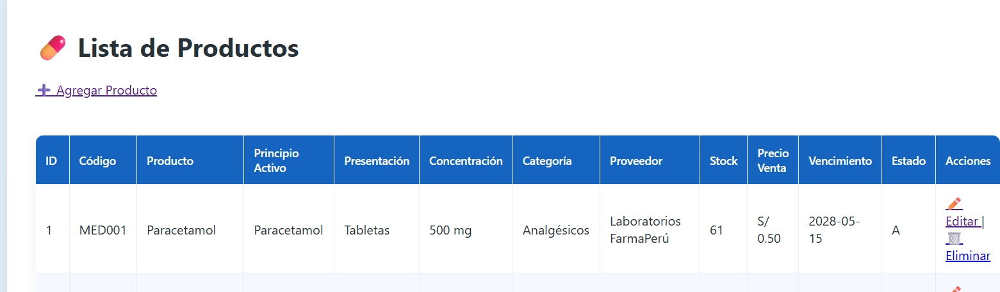 Lista de Productos
Agregar Producto
ID Código Producto Principio Activo Presentación Concentración Categoría Proveedor Stock Precio Venta Vencimiento Estado Acciones
1 MED001 Paracetamol Paracetamol Tabletas 500 mg Analgésicos Laboratorios FarmaPerú 61 S/ 0.50 2028-05-15 A Editar | Eliminar